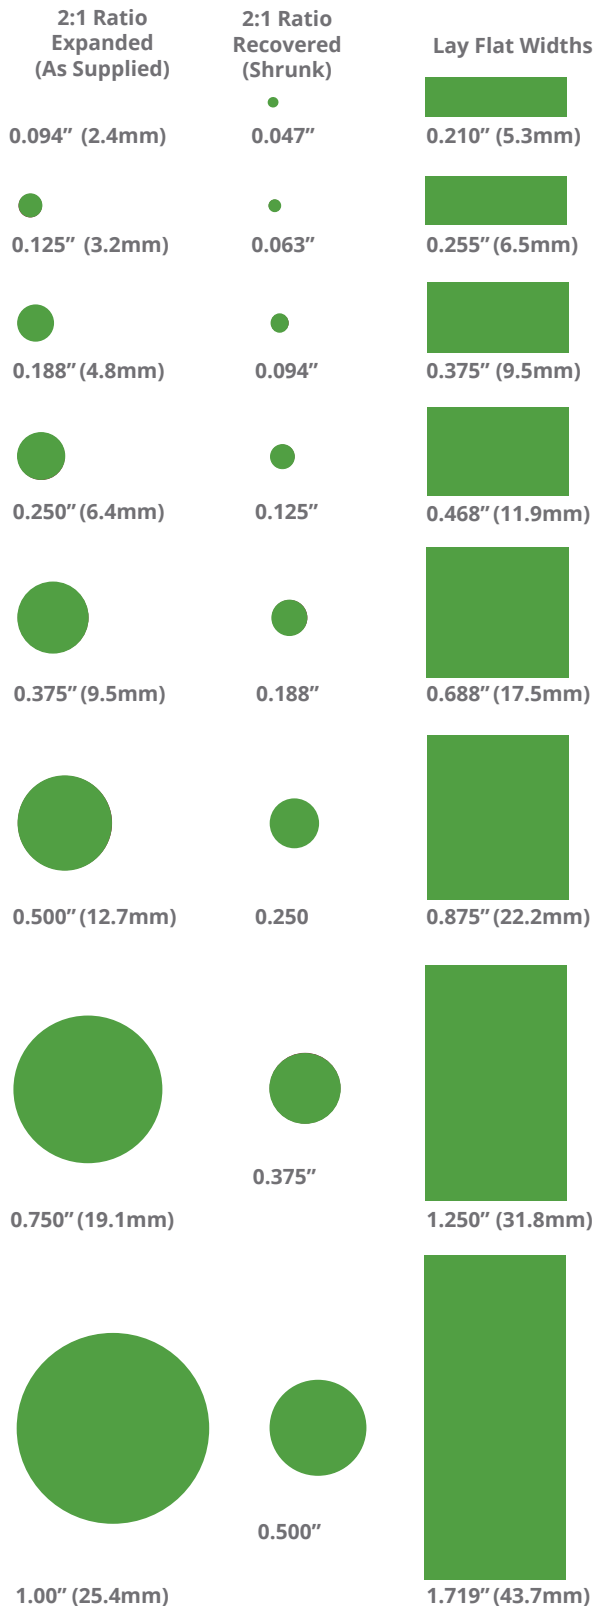 2:1 Ratio
Expanded
(As Supplied)
2:1 Ratio
Recovered
(Shrunk)
Lay Flat Widths
0.094” (2.4mm)
0.047”
0.210” (5.3mm)
0.125” (3.2mm)
0.063”
0.255” (6.5mm)
0.188” (4.8mm)
0.094”
0.375” (9.5mm)
0.250” (6.4mm)
0.125”
0.468” (11.9mm)
0.375” (9.5mm)
0.188”
0.688” (17.5mm)
0.500” (12.7mm)
0.250
0.875” (22.2mm)
0.750” (19.1mm)
0.375”
1.250” (31.8mm)
1.00” (25.4mm)
0.500”
1.719” (43.7mm)